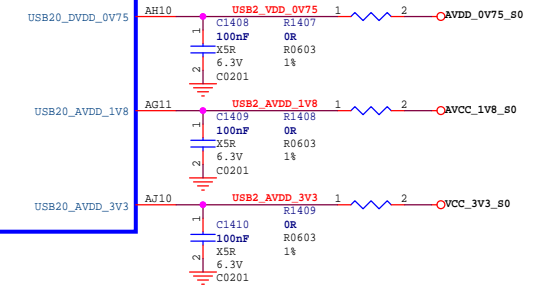 USB20_DVDD_0V75 AH10 USB2_VDD_0V75 1 2 AVDD_0V75_S0
C1408 R1407
1 100nF 0R
X5R R0603
2 6.3V 1%
C0201
USB20_AVDD_1V8 AG11 USB2_AVDD_1V8 1 2 AVCC_1V8_S0
C1409 R1408
1 100nF 0R
X5R R0603
2 6.3V 1%
C0201
USB20_AVDD_3V3 AJ10 USB2_AVDD_3V3 1 2 VCC_3V3_S0
R1409
1 C1410 0R
100nF R0603
2 X5R 1%
6.3V
C0201